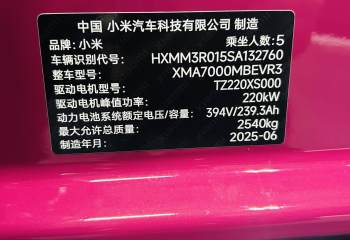 中国 小米汽车科技有限公司 制造
品牌：小米 乘坐人数：5
车辆识别代号： HXMM3R015SA132760
整车型号： XMA7000MBEVR3
驱动电机型号： TZ220XS000
驱动电机峰值功率： 220kW
动力电池系统额定电压/容量： 394V/239.3Ah
最大允许总质量： 2540kg
制造年月： 2025-06